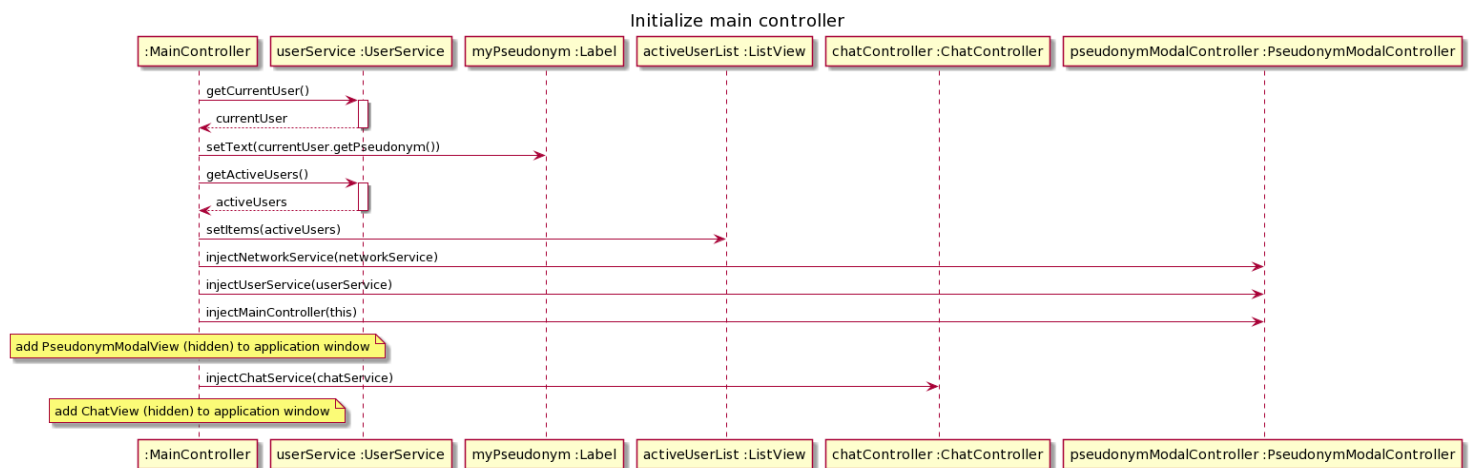 Initialize main controller
:MainController userService :UserService myPseudonym :Label activeUserList :ListView chatController :ChatController pseudonymModalController :PseudonymModalController
getCurrentUser()
currentUser
setText(currentUser.getPseudonym())
getActiveUsers()
activeUsers
setItems(activeUsers)
injectNetworkService(networkService)
injectUserService(userService)
injectMainController(this)
add PseudonymModalView (hidden) to application window
injectChatService(chatService)
add ChatView (hidden) to application window
:MainController userService :UserService myPseudonym :Label activeUserList :ListView chatController :ChatController pseudonymModalController :PseudonymModalController